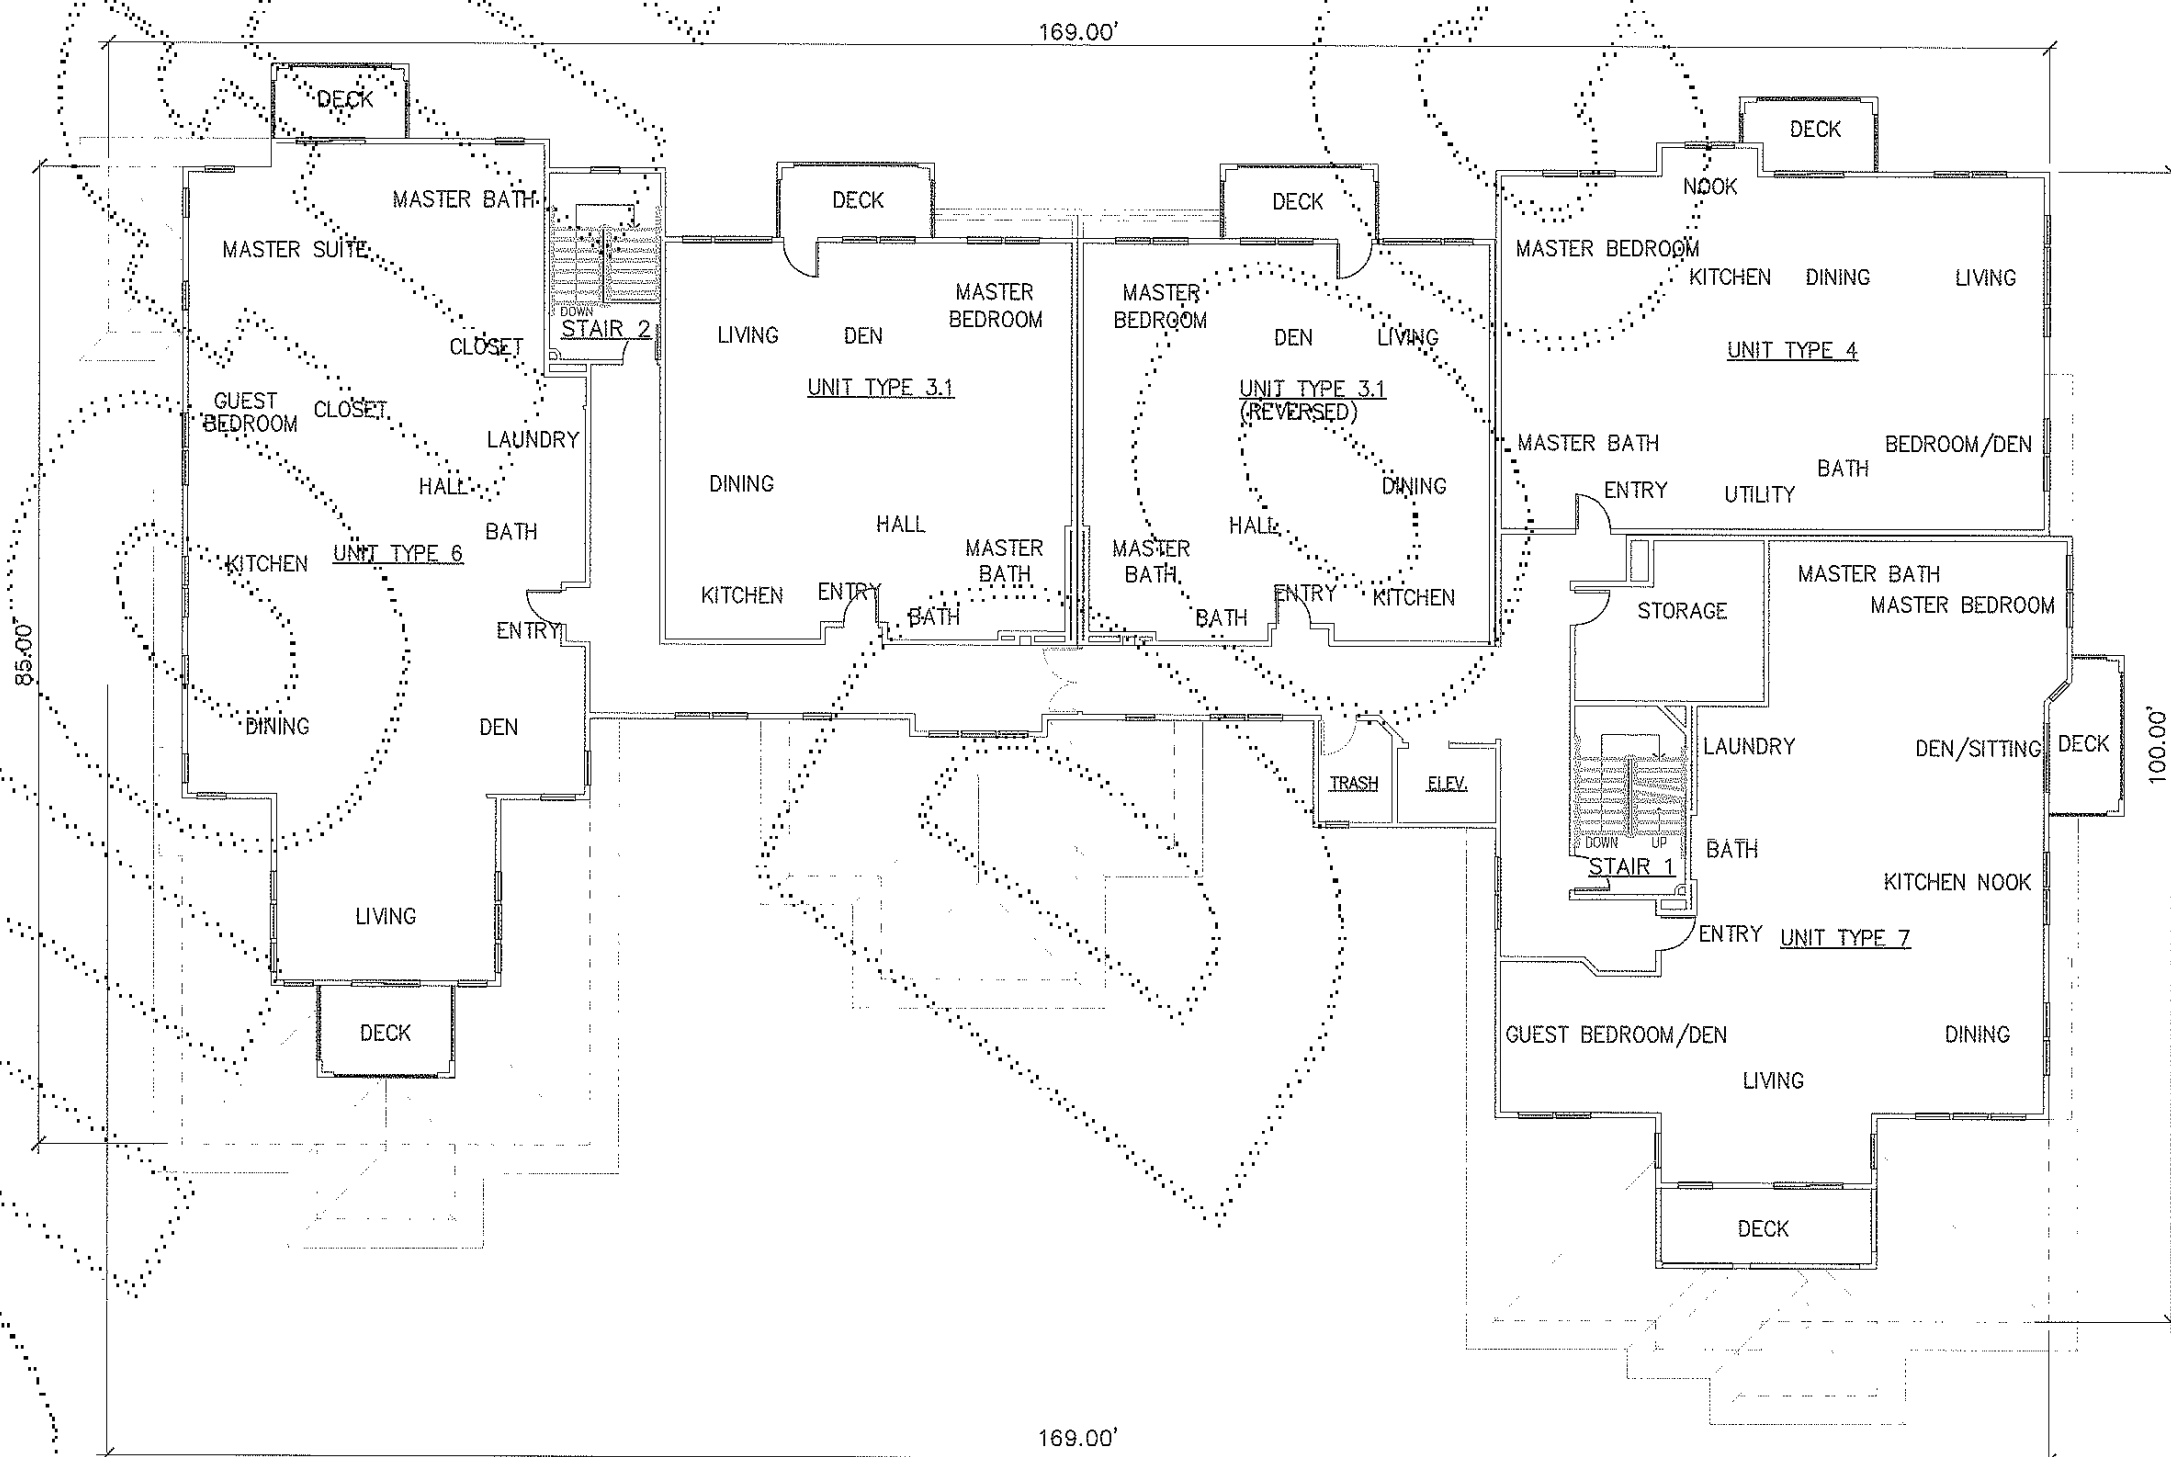 169.00'
DECK
DECK
NOOK
MASTER BATH
DECK
DECK
MASTER SUITE
MASTER BEDROOM
KITCHEN
DINING
LIVING
MASTER
BEDROOM
MASTER
BEDROOM
DOWN
STAIR 2
LIVING
DEN
DEN
LIVING
UNIT TYPE 4
CLOSET
UNIT TYPE 3.1
UNIT TYPE 3.1
(REVERSED)
GUEST
BEDROOM
CLOSET
LAUNDRY
MASTER BATH
BEDROOM/DEN
BATH
HALL
DINING
DINING
ENTRY
UTILITY
BATH
HALL
HALL
KITCHEN
UNIT TYPE 6
MASTER
BATH
MASTER
BATH
MASTER BATH
MASTER BEDROOM
KITCHEN
ENTRY
BATH
ENTRY
BATH
KITCHEN
STORAGE
ENTRY
85.00'
DINING
DEN
LAUNDRY
DEN/SITTING
DECK
100.00'
TRASH
ELEV.
DOWN
UP
STAIR 1
BATH
KITCHEN NOOK
LIVING
ENTRY
UNIT TYPE 7
DECK
GUEST BEDROOM/DEN
DINING
LIVING
DECK
169.00'